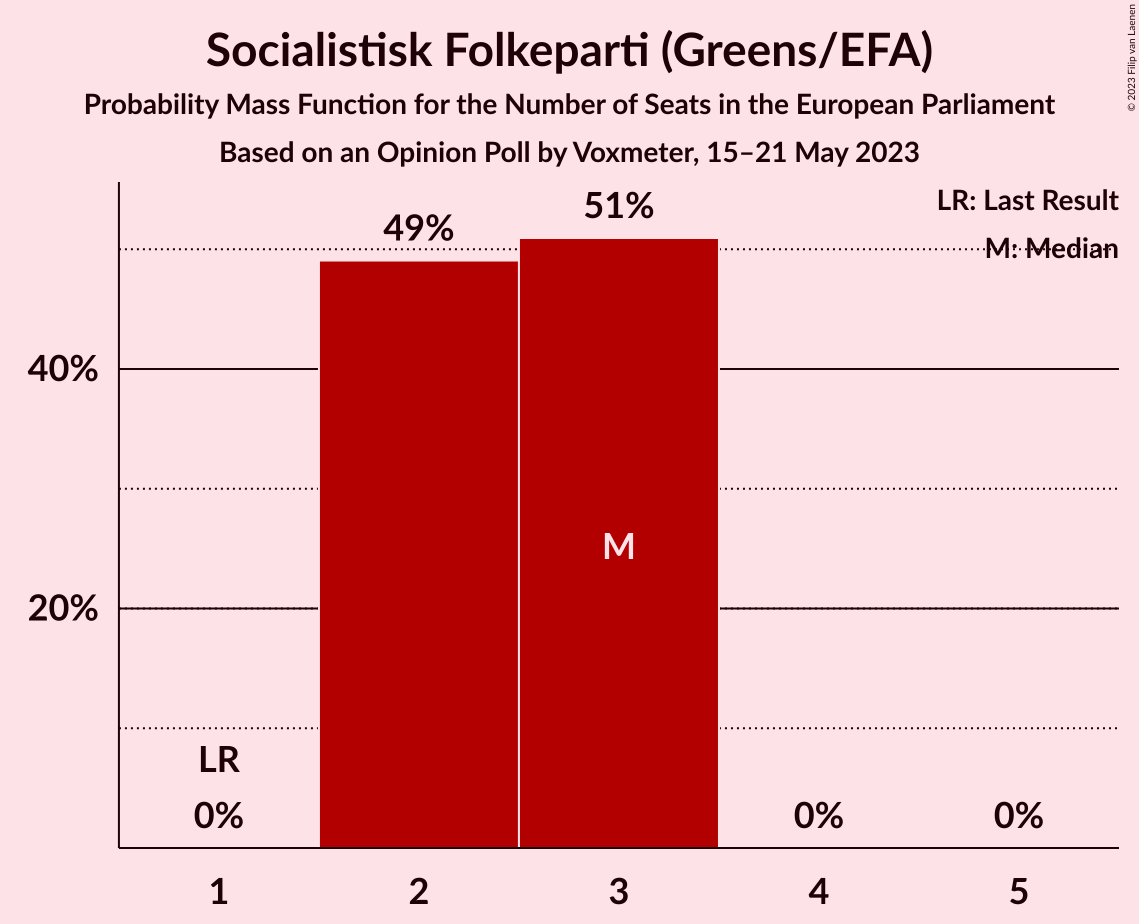 Socialistisk Folkeparti (Greens/EFA)
Probability Mass Function for the Number of Seats in the European Parliament
Based on an Opinion Poll by Voxmeter, 15–21 May 2023
© 2023 Filip van Laenen
LR: Last Result
M: Median
51%
49%
40%
M
20%
LR
0%
0%
0%
1
2
3
4
5